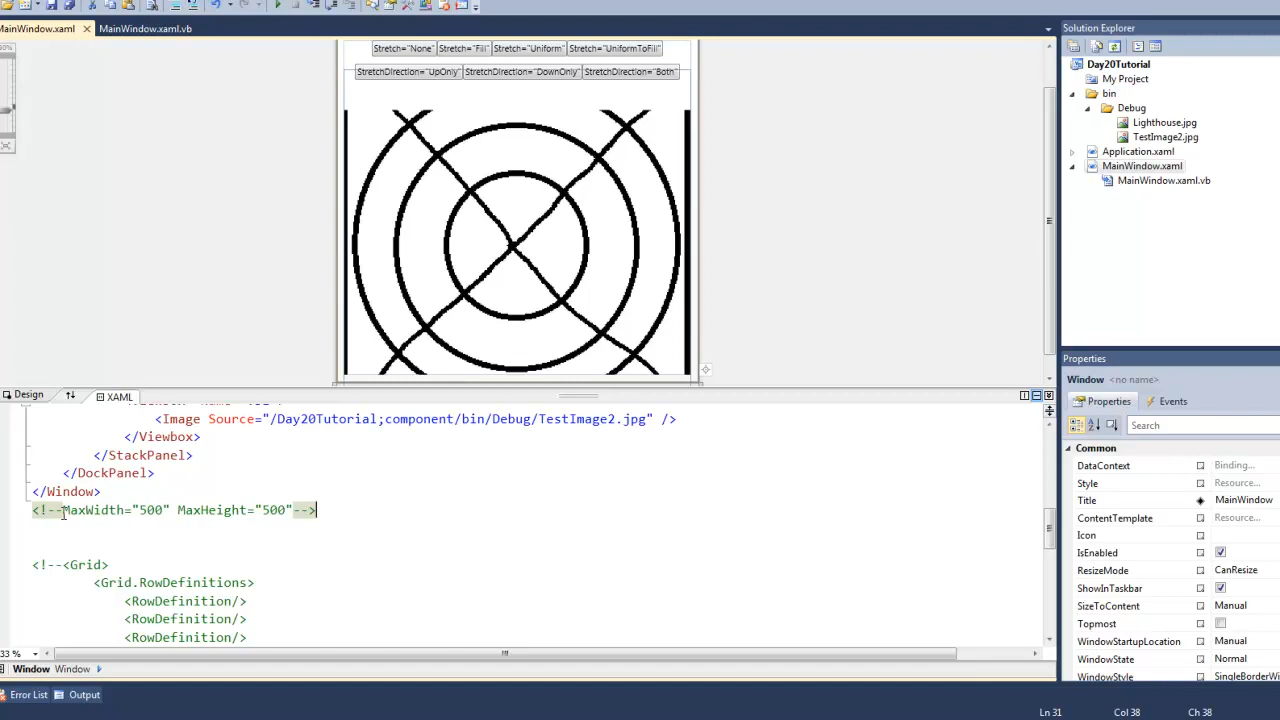 MainWindow.xaml
MainWindow.xaml.vb
Stretch="None" Stretch="Fill" Stretch="Uniform" Stretch="UniformToFill"
StretchDirection="UpOnly" StretchDirection="DownOnly" StretchDirection="Both"
Design
XAML
<Image Source="/Day20Tutorial;component/bin/Debug/TestImage2.jpg" />
</Viewbox>
</StackPanel>
</DockPanel>
</Window>
<!--MaxWidth="500" MaxHeight="500"-->
<!--<Grid>
<Grid.RowDefinitions>
<RowDefinition/>
<RowDefinition/>
<RowDefinition/>
33 %
Window Window
Error List Output
Ln 31 Col 38 Ch 38
Solution Explorer
Day20Tutorial
My Project
bin
Debug
Lighthouse.jpg
TestImage2.jpg
Application.xaml
MainWindow.xaml
MainWindow.xaml.vb
Properties
Window <no name>
Properties Events
Search
Common
DataContext Binding...
Style Resource...
Title MainWindow
ContentTemplate Resource...
Icon
IsEnabled
ResizeMode CanResize
ShowInTaskbar
SizeToContent Manual
Topmost
WindowStartupLocation Manual
WindowState Normal
WindowStyle SingleBorderWi